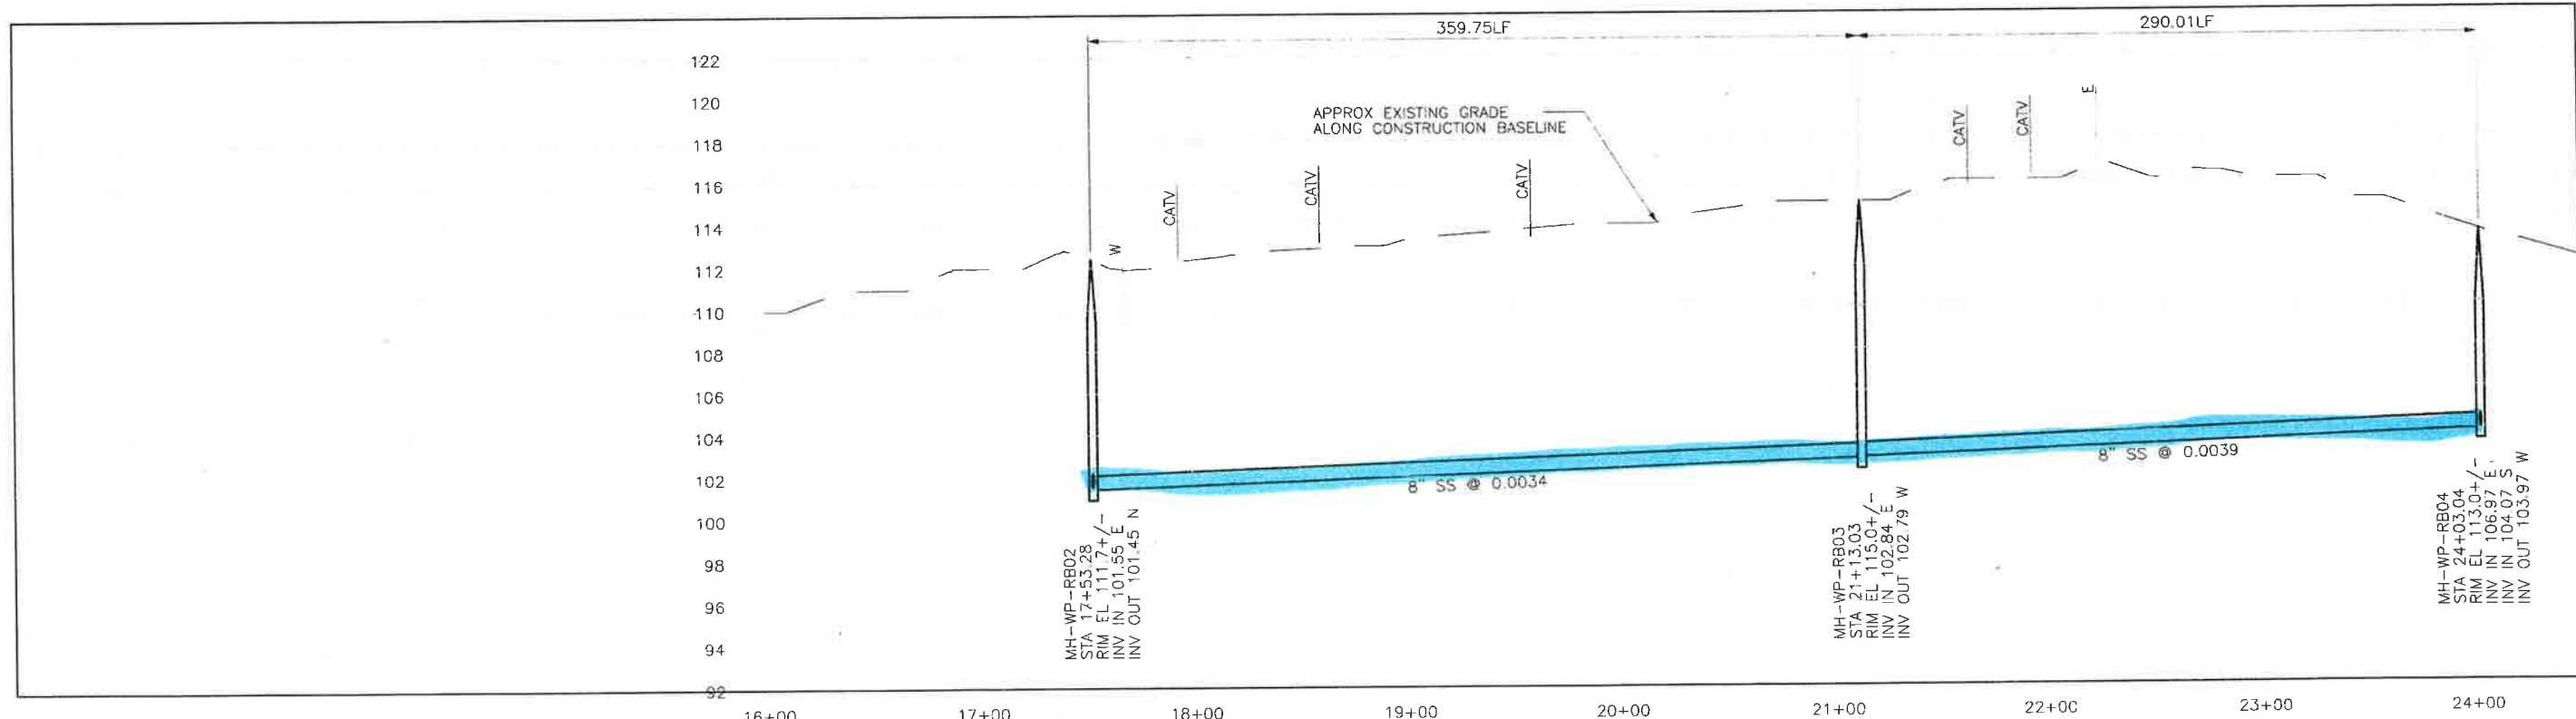 359.75LF
290.01LF
122
120
118
116
114
112
110
108
106
104
102
100
98
96
94
92
APPROX EXISTING GRADE
ALONG CONSTRUCTION BASELINE
W
CATV
CATV
CATV
CATV
CATV
E
8" SS @ 0.0034
8" SS @ 0.0039
MH-WP-RB02
STA 17+53.28
RIM EL 111.7+/-
INV IN 101.55 E
INV OUT 101.45 N
MH-WP-RB03
STA 21+13.03
RIM EL 115.0+/-
INV IN 102.84 E
INV OUT 102.79 W
MH-WP-RB04
STA 24+03.04
RIM EL 113.0+/-
INV IN 106.97 E
INV IN 104.07 S
INV OUT 103.97 W
16+00
17+00
18+00
19+00
20+00
21+00
22+00
23+00
24+00